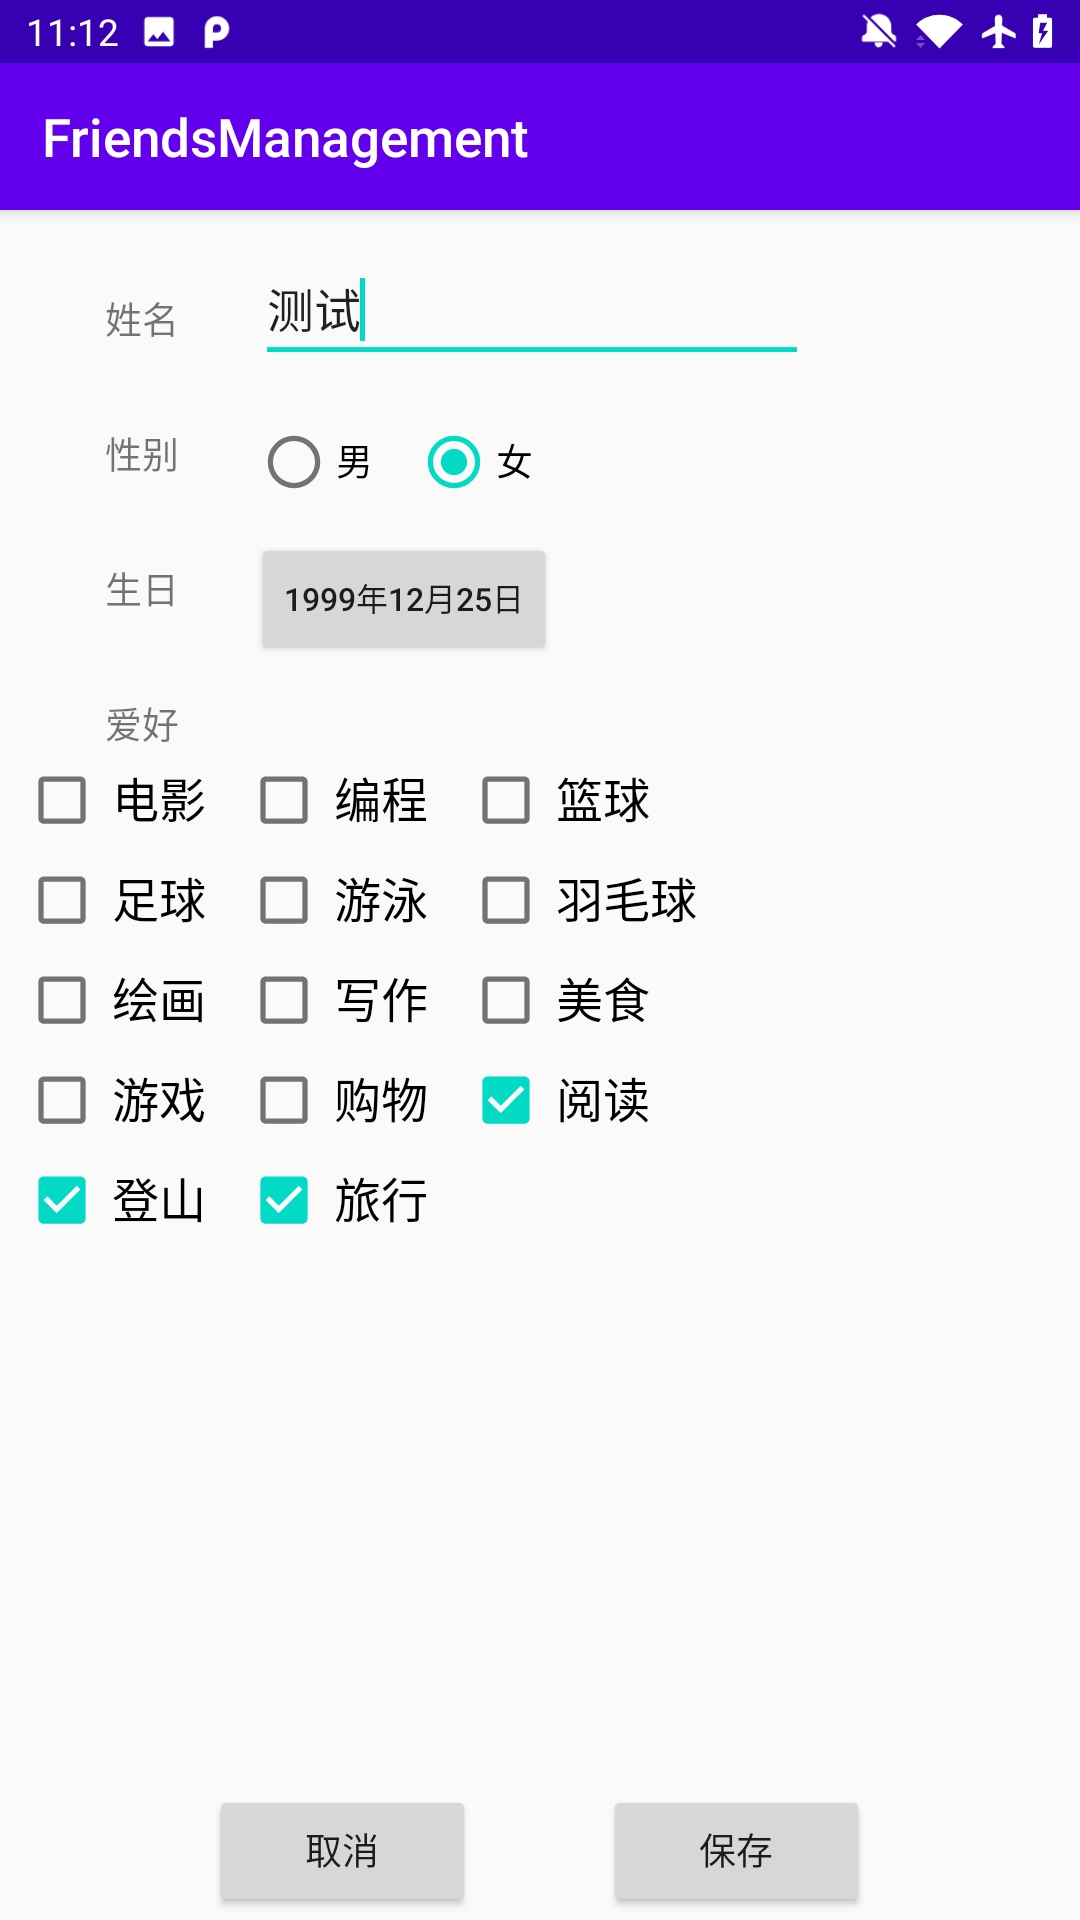 11:12
FriendsManagement
姓名 测试
性别 男 女
生日 1999年12月25日
爱好
电影 编程 篮球
足球 游泳 羽毛球
绘画 写作 美食
游戏 购物 阅读
登山 旅行
取消 保存